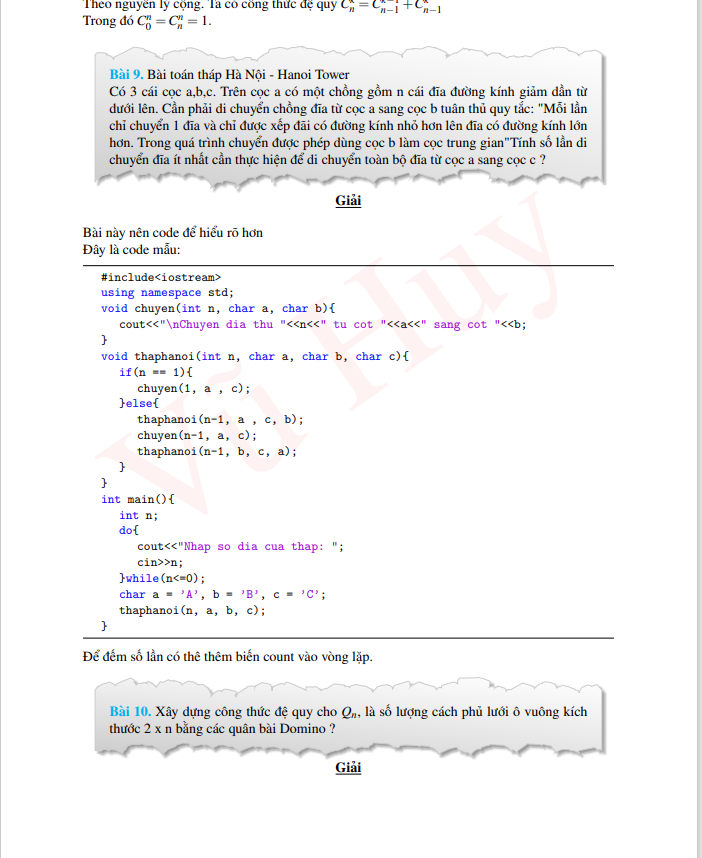 Theo nguyên lý cộng. Ta có công thức đệ quy Cₙᵏ = Cₙ₋₁ᵏ⁻¹ + Cₙ₋₁ᵏ
Trong đó C₀ⁿ = Cₙⁿ = 1.
Bài 9. Bài toán tháp Hà Nội - Hanoi Tower
Có 3 cái cọc a,b,c. Trên cọc a có một chồng gồm n cái đĩa đường kính giảm dần từ
dưới lên. Cần phải di chuyển chồng đĩa từ cọc a sang cọc b tuân thủ quy tắc: "Mỗi lần
chỉ chuyển 1 đĩa và chỉ được xếp đãi có đường kính nhỏ hơn lên đĩa có đường kính lớn
hơn. Trong quá trình chuyển được phép dùng cọc b làm cọc trung gian"Tính số lần di
chuyển đĩa ít nhất cần thực hiện để di chuyển toàn bộ đĩa từ cọc a sang cọc c ?
Giải
Bài này nên code để hiểu rõ hơn
Đây là code mẫu:
#include<iostream>
using namespace std;
void chuyen(int n, char a, char b){
cout<<"\nChuyen dia thu "<<n<<" tu cot "<<a<<" sang cot "<<b;
}
void thaphanoi(int n, char a, char b, char c){
if(n == 1){
chuyen(1, a , c);
}else{
thaphanoi(n-1, a , c, b);
chuyen(n-1, a, c);
thaphanoi(n-1, b, c, a);
}
}
int main(){
int n;
do{
cout<<"Nhap so dia cua thap: ";
cin>>n;
}while(n<=0);
char a = 'A', b = 'B', c = 'C';
thaphanoi(n, a, b, c);
}
Để đếm số lần có thê thêm biến count vào vòng lặp.
Bài 10. Xây dựng công thức đệ quy cho Qₙ, là số lượng cách phủ lưới ô vuông kích
thước 2 x n bằng các quân bài Domino ?
Giải
Vũ Huy